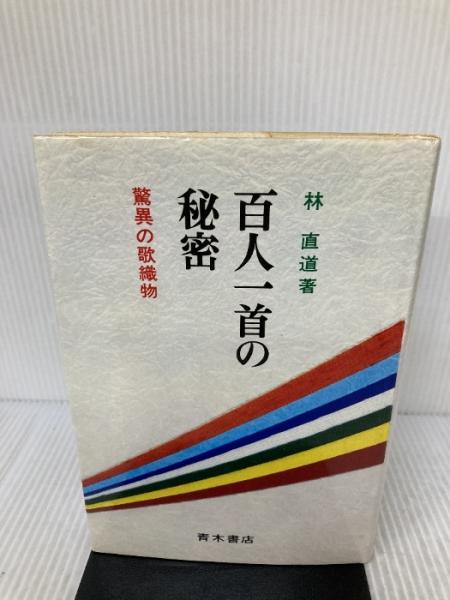 林 直道著
百人一首の
秘密
驚異の歌織物
青木書店